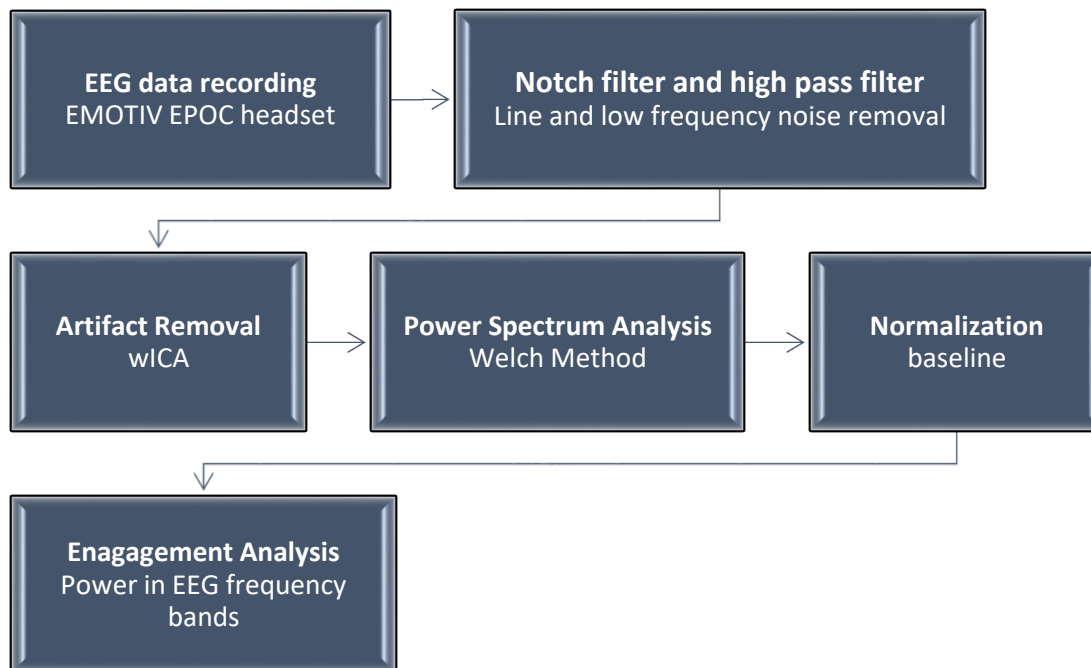 EEG data recording
EMOTIV EPOC headset
Notch filter and high pass filter
Line and low frequency noise removal
Artifact Removal
wICA
Power Spectrum Analysis
Welch Method
Normalization
baseline
Enagagement Analysis
Power in EEG frequency
bands